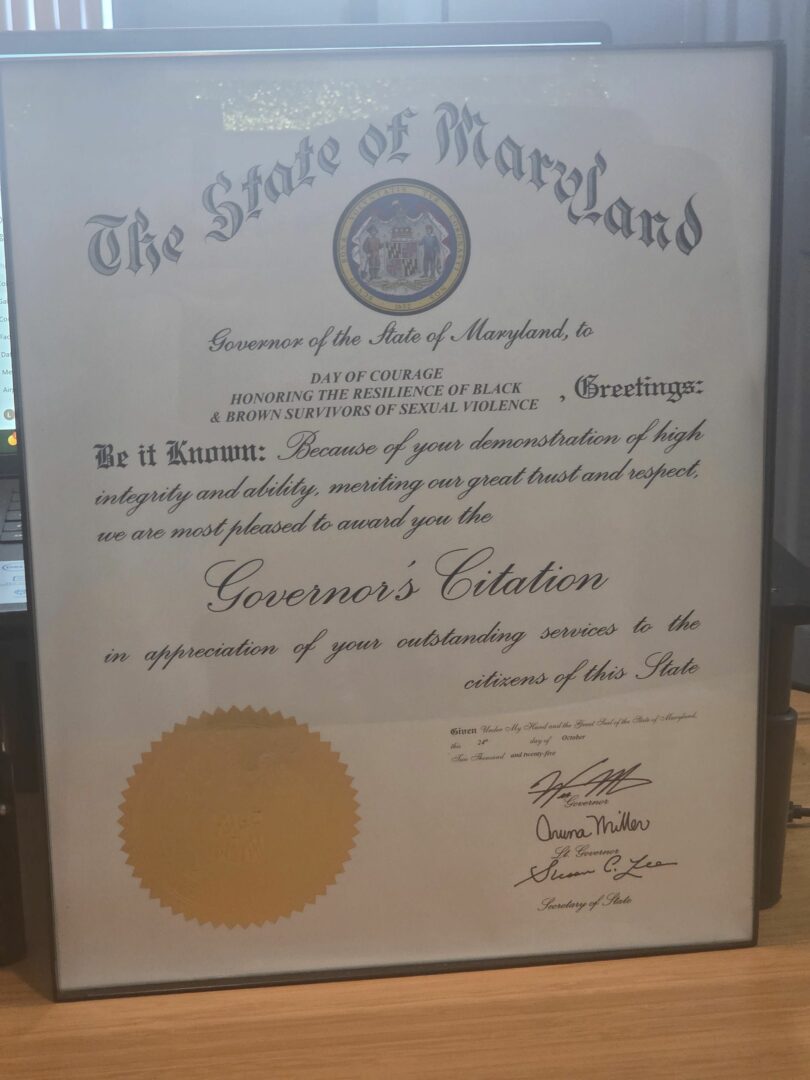 The State of Maryland
Governor of the State of Maryland, to
DAY OF COURAGE
HONORING THE RESILIENCE OF BLACK
& BROWN SURVIVORS OF SEXUAL VIOLENCE
, Greetings:
Be it Known: Because of your demonstration of high
integrity and ability, meriting our great trust and respect,
we are most pleased to award you the
Governor's Citation
in appreciation of your outstanding services to the
citizens of this State
Given Under My Hand and the Great Seal of the State of Maryland,
this 24th day of October
Two Thousand and twenty-five
Governor
Aruna Miller
Lt. Governor
Susan C. Lee
Secretary of State